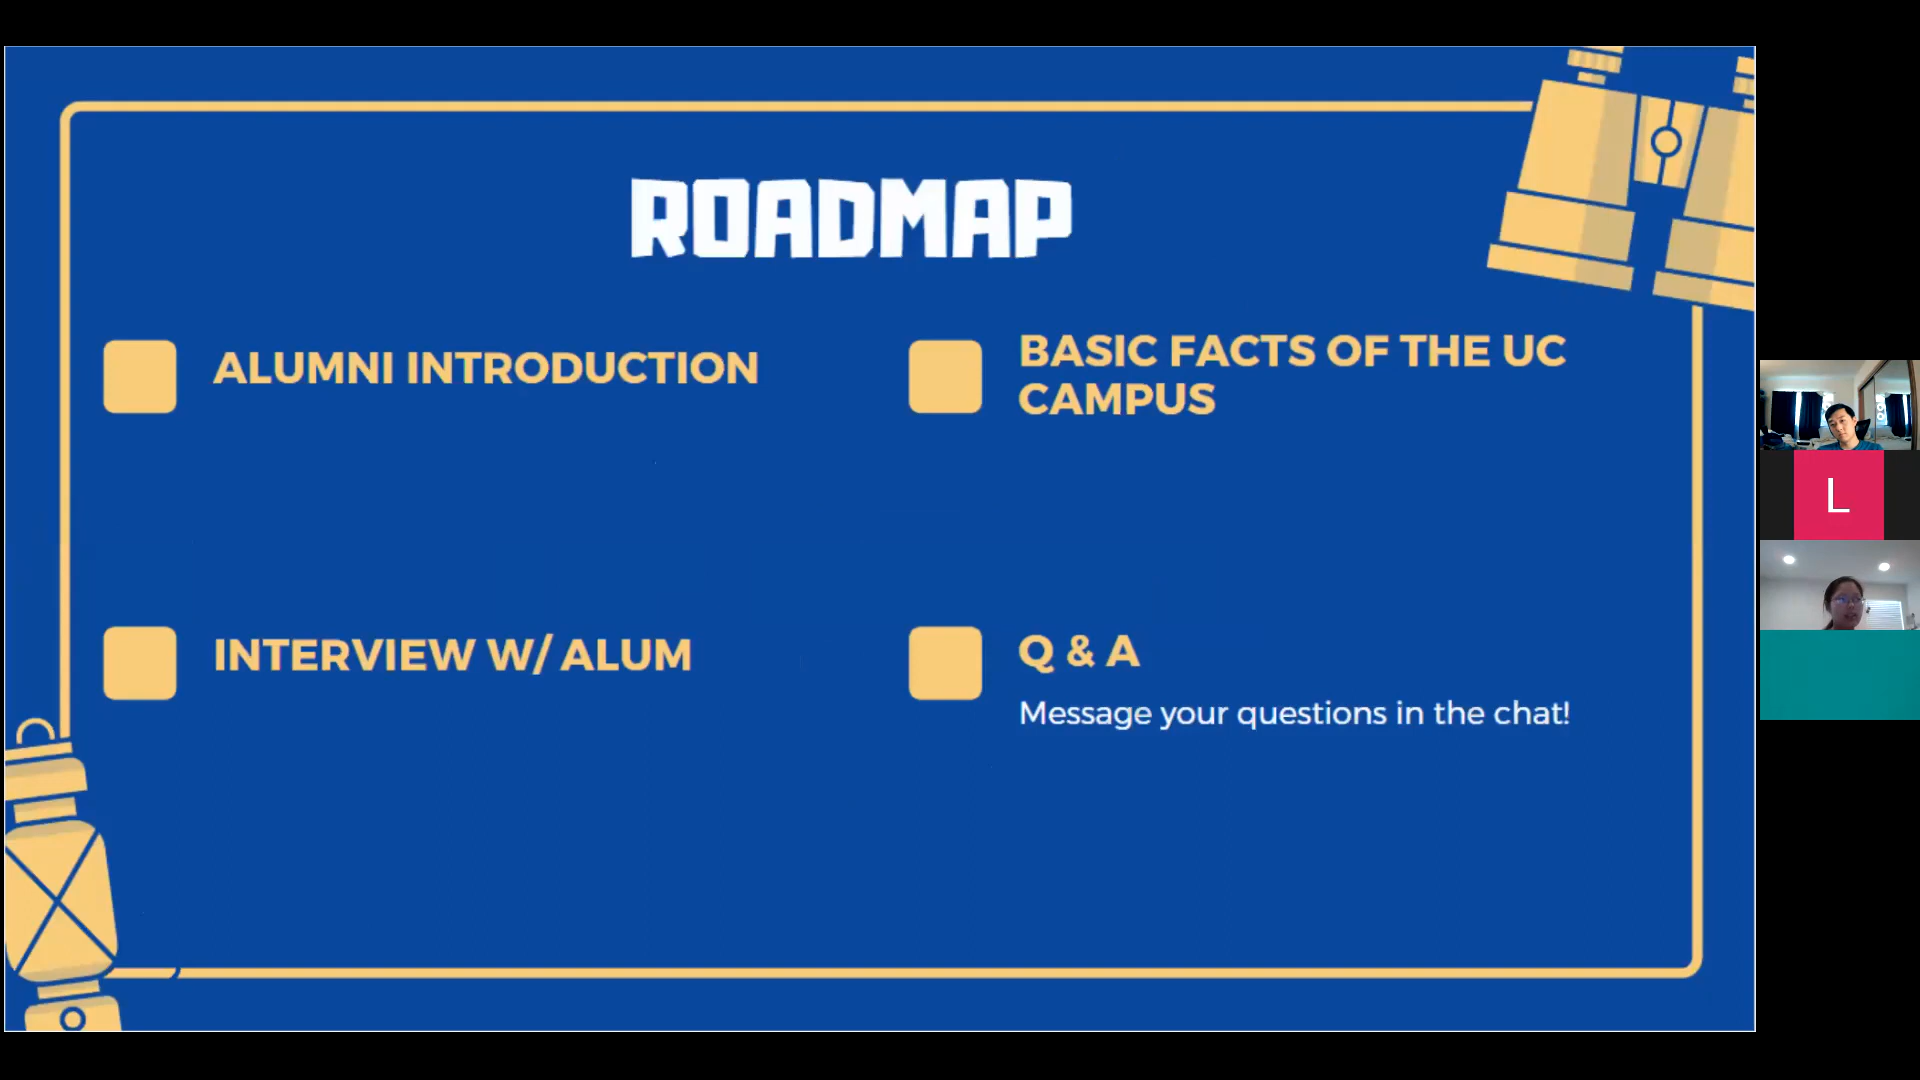 ROADMAP
ALUMNI INTRODUCTION
BASIC FACTS OF THE UC
CAMPUS
INTERVIEW W/ ALUM
Q & A
Message your questions in the chat!
L